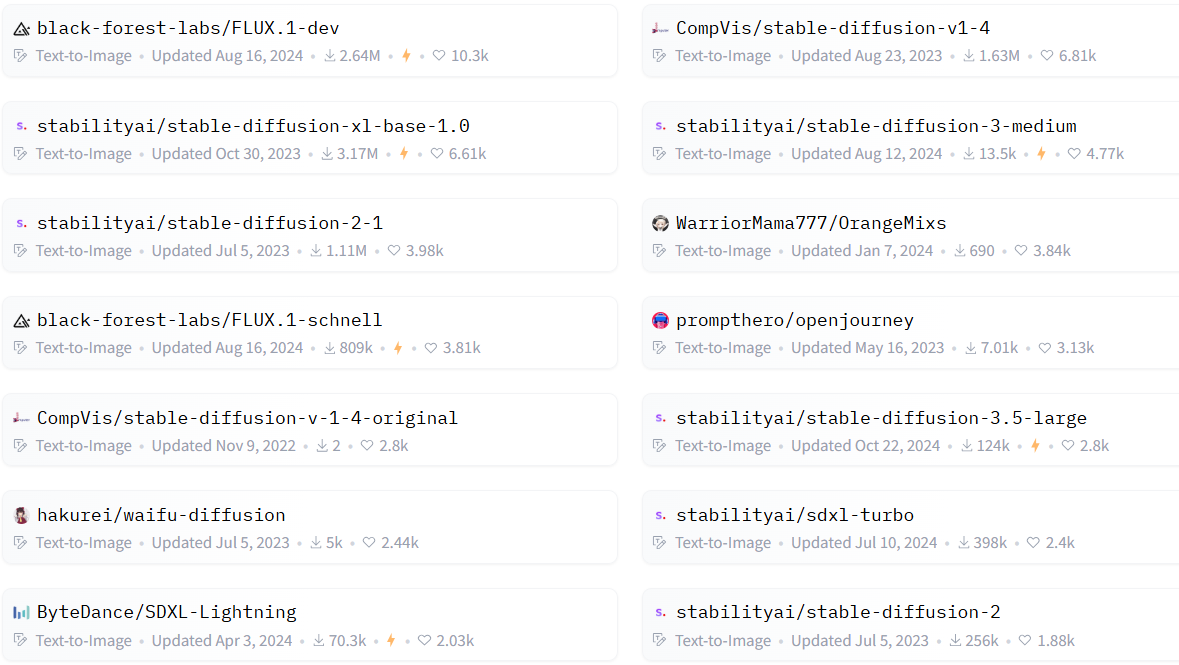 black-forest-labs/FLUX.1-dev
Text-to-Image • Updated Aug 16, 2024 • 2.64M • 10.3k
CompVis/stable-diffusion-v1-4
Text-to-Image • Updated Aug 23, 2023 • 1.63M • 6.81k
s. stabilityai/stable-diffusion-xl-base-1.0
Text-to-Image • Updated Oct 30, 2023 • 3.17M • 6.61k
s. stabilityai/stable-diffusion-3-medium
Text-to-Image • Updated Aug 12, 2024 • 13.5k • 4.77k
s. stabilityai/stable-diffusion-2-1
Text-to-Image • Updated Jul 5, 2023 • 1.11M • 3.98k
WarriorMama777/OrangeMixs
Text-to-Image • Updated Jan 7, 2024 • 690 • 3.84k
black-forest-labs/FLUX.1-schnell
Text-to-Image • Updated Aug 16, 2024 • 809k • 3.81k
prompthero/openjourney
Text-to-Image • Updated May 16, 2023 • 7.01k • 3.13k
CompVis/stable-diffusion-v-1-4-original
Text-to-Image • Updated Nov 9, 2022 • 2 • 2.8k
s. stabilityai/stable-diffusion-3.5-large
Text-to-Image • Updated Oct 22, 2024 • 124k • 2.8k
hakurei/waifu-diffusion
Text-to-Image • Updated Jul 5, 2023 • 5k • 2.44k
s. stabilityai/sdxl-turbo
Text-to-Image • Updated Jul 10, 2024 • 398k • 2.4k
ByteDance/SDXL-Lightning
Text-to-Image • Updated Apr 3, 2024 • 70.3k • 2.03k
s. stabilityai/stable-diffusion-2
Text-to-Image • Updated Jul 5, 2023 • 256k • 1.88k